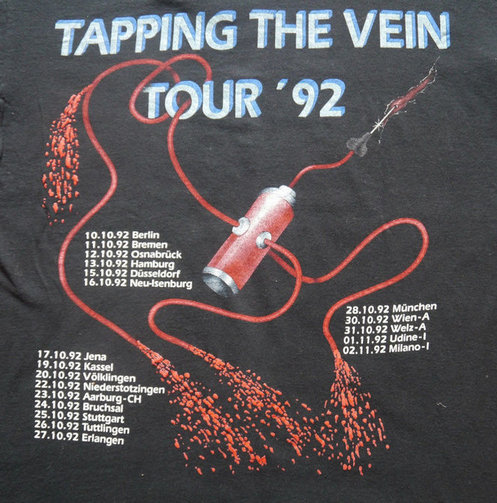 TAPPING THE VEIN
TOUR ´92
10.10.92 Berlin
11.10.92 Bremen
12.10.92 Osnabrück
13.10.92 Hamburg
15.10.92 Düsseldorf
16.10.92 Neu-Isenburg
17.10.92 Jena
19.10.92 Kassel
20.10.92 Völklingen
22.10.92 Niederstotzingen
23.10.92 Aarburg-CH
24.10.92 Bruchsal
25.10.92 Stuttgart
26.10.92 Tuttlingen
27.10.92 Erlangen
28.10.92 München
30.10.92 Wien-A
31.10.92 Welz-A
01.11.92 Udine-I
02.11.92 Milano-I